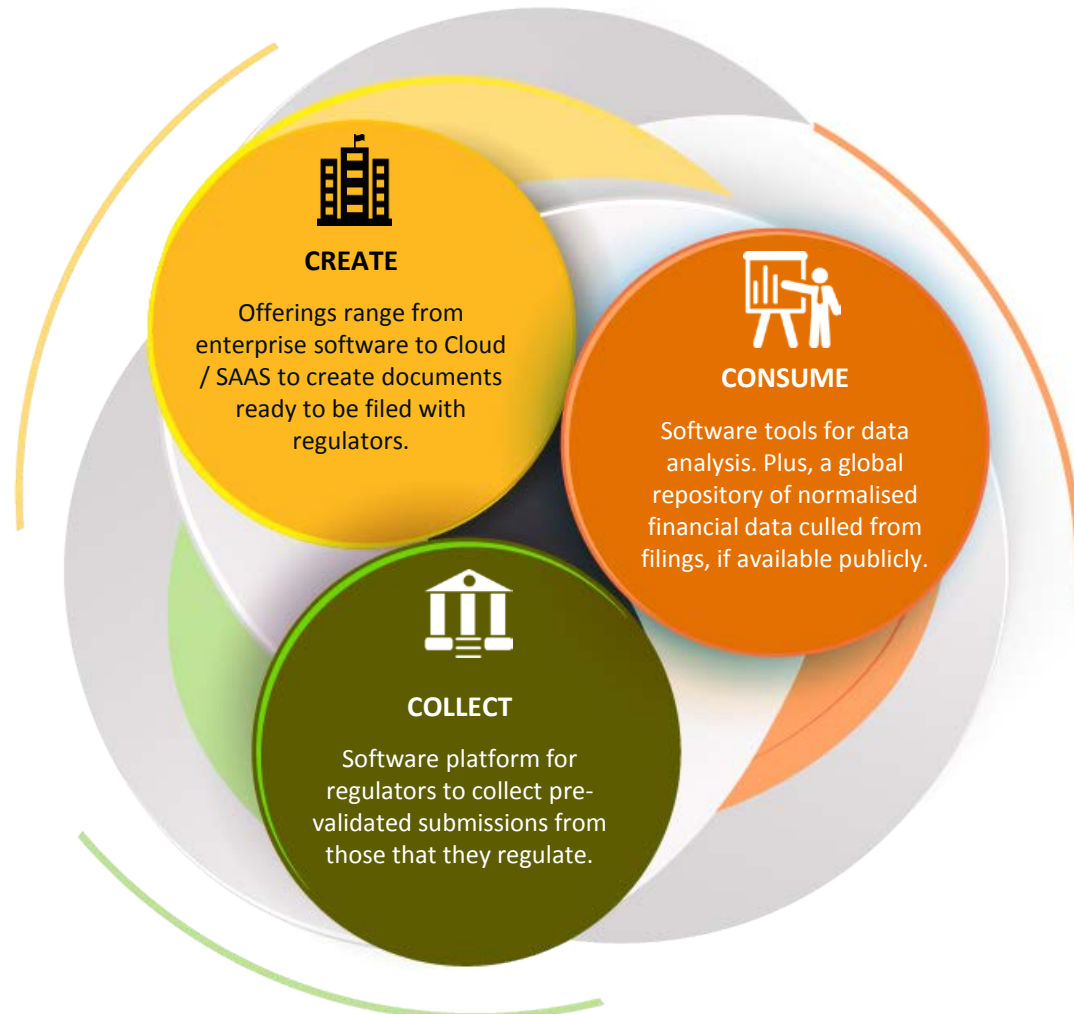 CREATE
Offerings range from
enterprise software to Cloud
/ SAAS to create documents
ready to be filed with
regulators.
CONSUME
Software tools for data
analysis. Plus, a global
repository of normalised
financial data culled from
filings, if available publicly.
COLLECT
Software platform for
regulators to collect pre-
validated submissions from
those that they regulate.